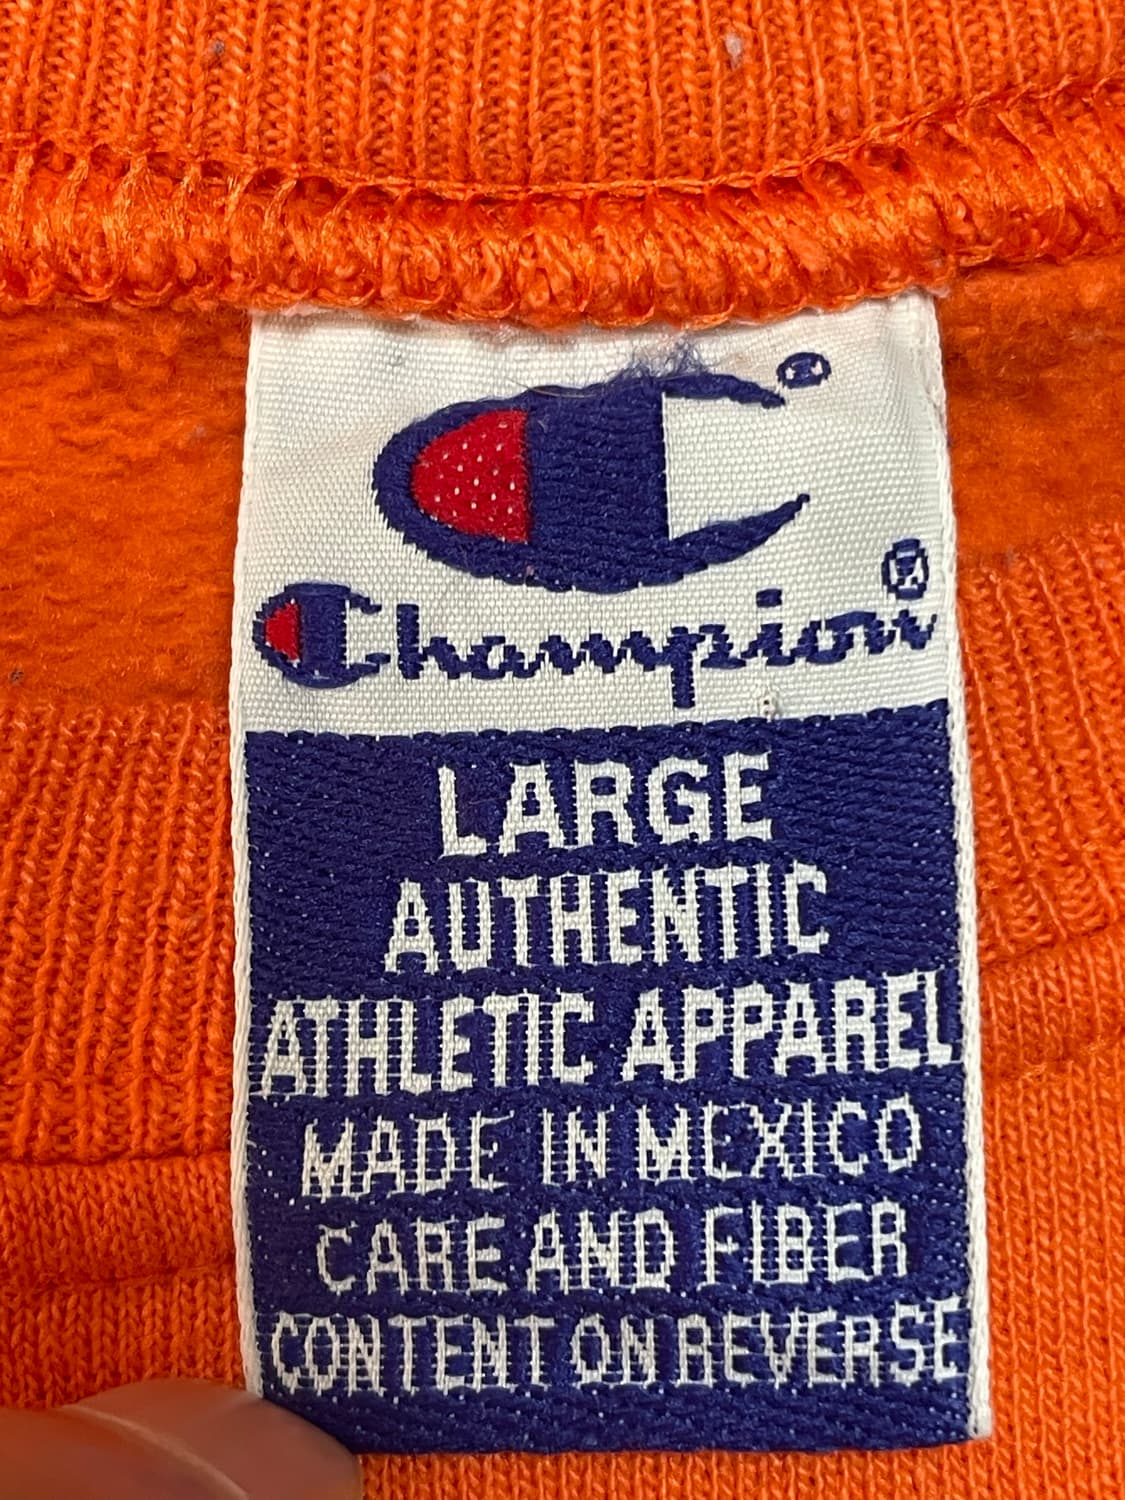 C®
Champion®
LARGE
AUTHENTIC
ATHLETIC APPAREL
MADE IN MEXICO
CARE AND FIBER
CONTENT ON REVERSE